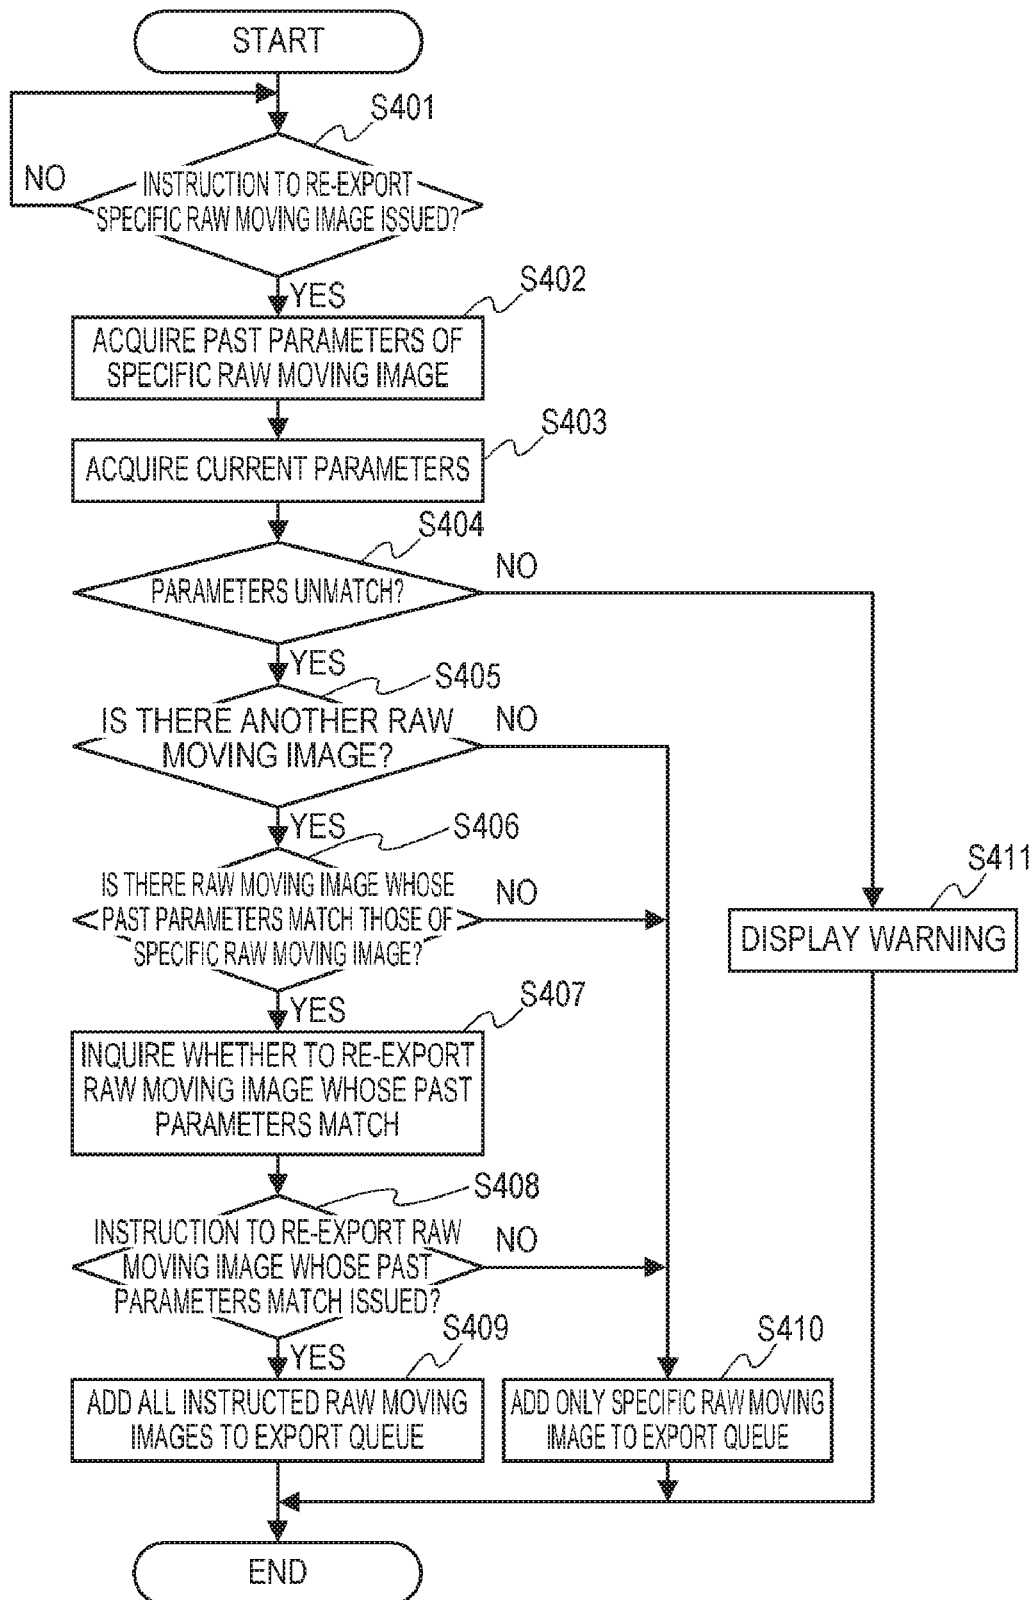 START
S401
NO
INSTRUCTION TO RE-EXPORT
SPECIFIC RAW MOVING IMAGE ISSUED?
YES
S402
ACQUIRE PAST PARAMETERS OF
SPECIFIC RAW MOVING IMAGE
S403
ACQUIRE CURRENT PARAMETERS
S404
NO
PARAMETERS UNMATCH?
YES
S405
IS THERE ANOTHER RAW
MOVING IMAGE?
NO
YES
S406
IS THERE RAW MOVING IMAGE WHOSE
PAST PARAMETERS MATCH THOSE OF
SPECIFIC RAW MOVING IMAGE?
NO
S411
DISPLAY WARNING
YES
S407
INQUIRE WHETHER TO RE-EXPORT
RAW MOVING IMAGE WHOSE PAST
PARAMETERS MATCH
S408
INSTRUCTION TO RE-EXPORT RAW
MOVING IMAGE WHOSE PAST
PARAMETERS MATCH ISSUED?
NO
YES
S409
ADD ALL INSTRUCTED RAW MOVING
IMAGES TO EXPORT QUEUE
S410
ADD ONLY SPECIFIC RAW MOVING
IMAGE TO EXPORT QUEUE
END